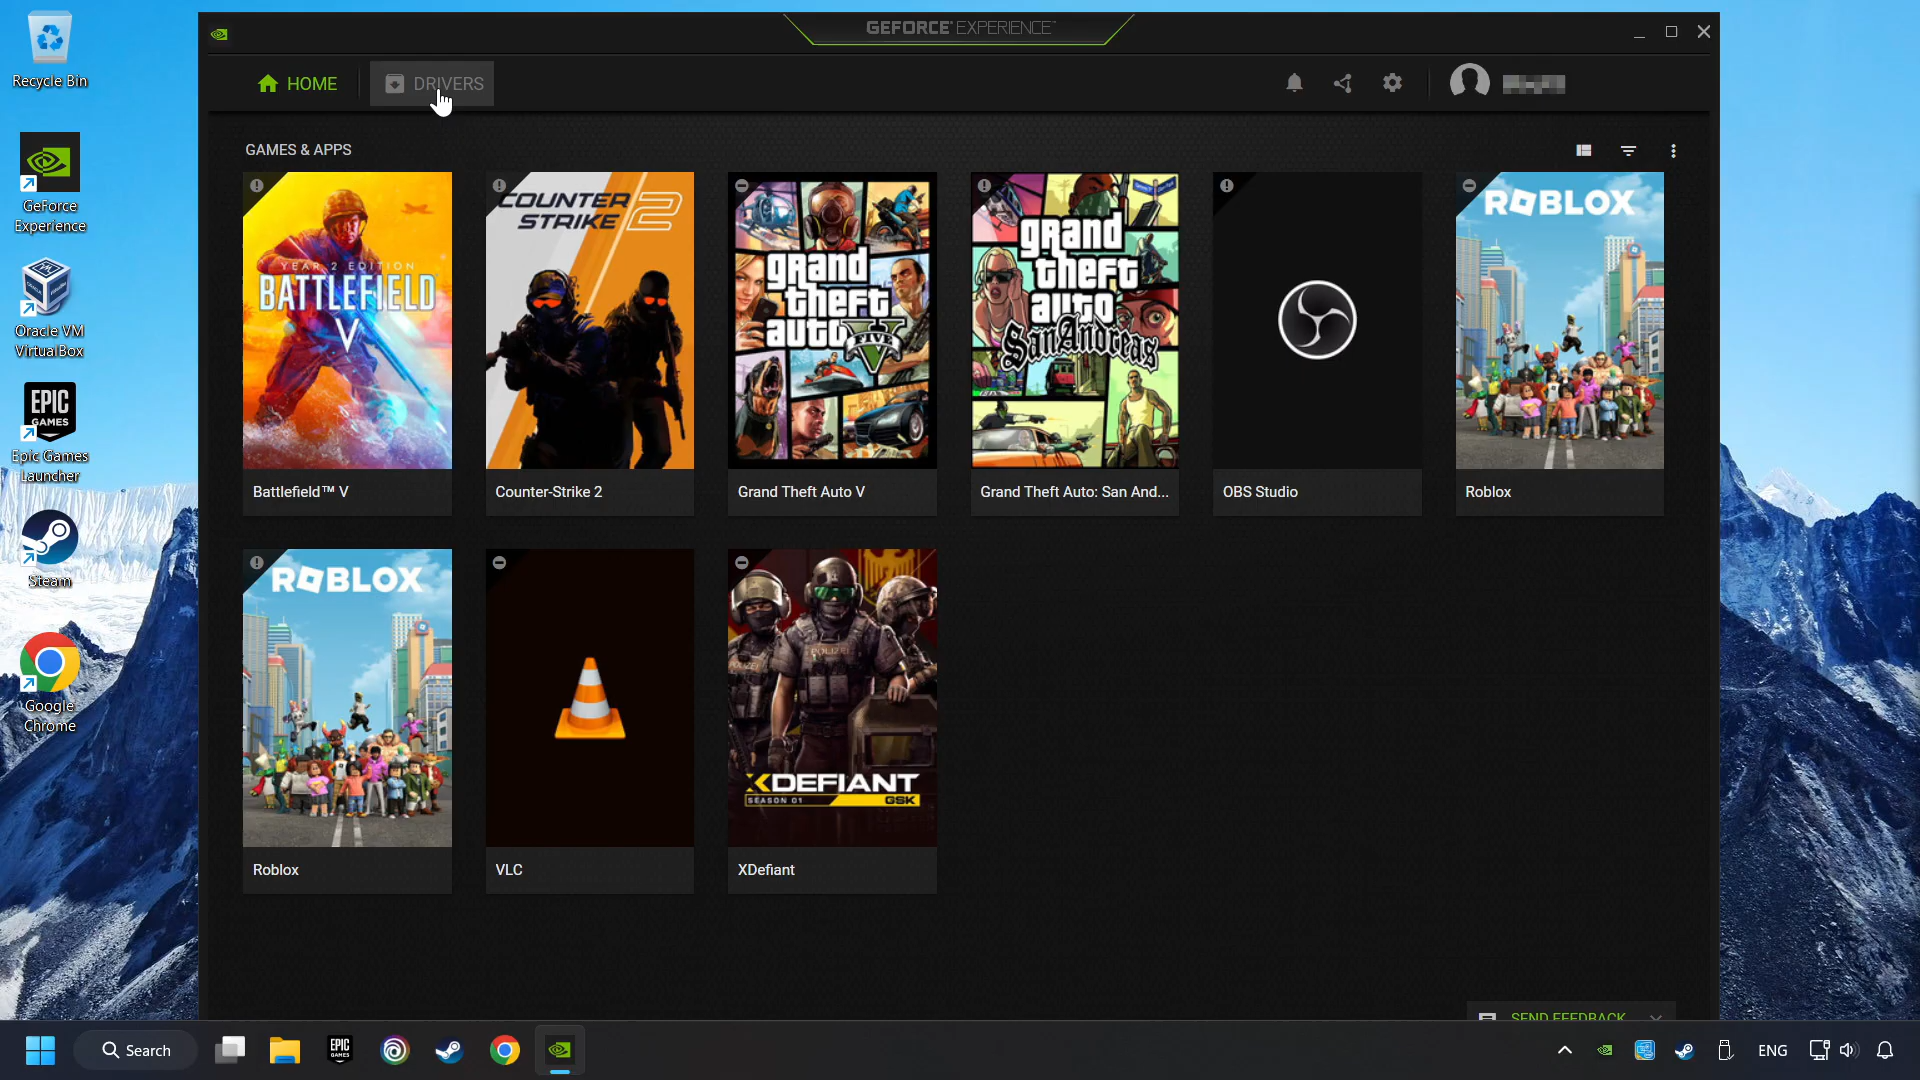 Recycle Bin
GeForce
Experience
Oracle VM
VirtualBox
EPIC
GAMES
Epic Games
Launcher
Steam
Google
Chrome
GEFORCE EXPERIENCE
HOME
DRIVERS
GAMES & APPS
YEAR 2 EDITION
BATTLEFIELD
V
Battlefield™ V
COUNTER
STRIKE 2
Counter-Strike 2
grand
theft
auto
V
FIVE
Grand Theft Auto V
grand
theft
auto
San Andreas
Grand Theft Auto: San And...
OBS Studio
ROBLOX
Roblox
ROBLOX
Roblox
VLC
POLIZEI
POLIZEI
XDEFIANT
SEASON 01
GSK
XDefiant
SEND FEEDBACK
Search
EPIC
GAMES
ENG